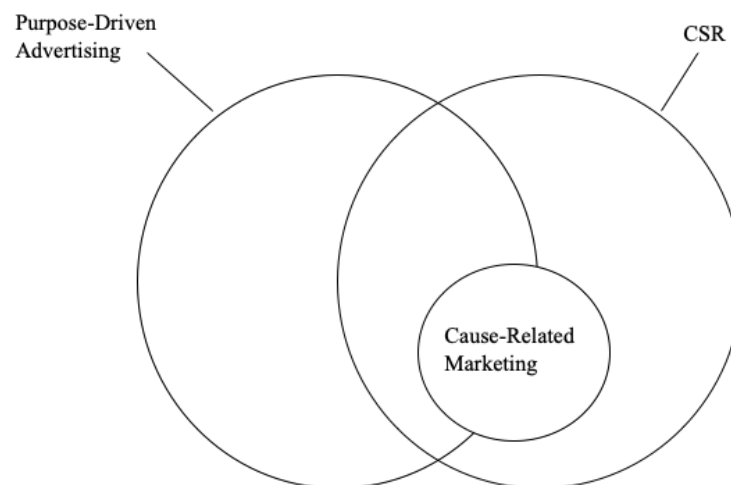 Purpose-Driven
Advertising
CSR
Cause-Related
Marketing